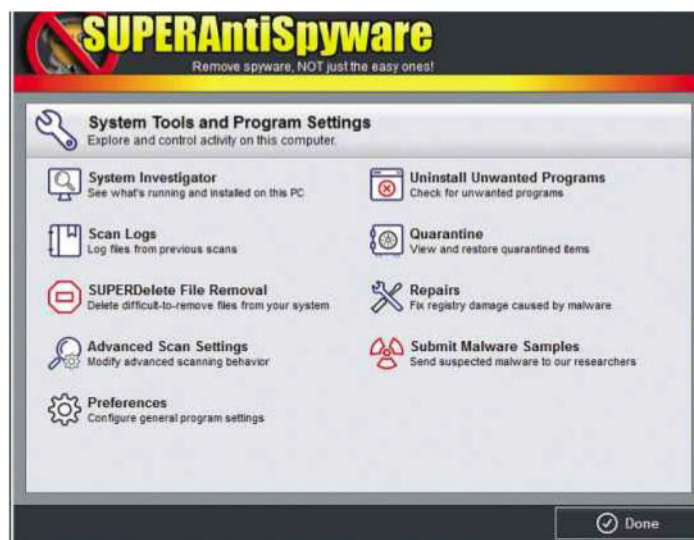 SUPERAntiSpyware
Remove spyware, NOT just the easy ones!
System Tools and Program Settings
Explore and control activity on this computer.
System Investigator
See what's running and installed on this PC
Uninstall Unwanted Programs
Check for unwanted programs
Scan Logs
Log files from previous scans
Quarantine
View and restore quarantined items
SUPERDelete File Removal
Delete difficult-to-remove files from your system
Repairs
Fix registry damage caused by malware
Advanced Scan Settings
Modify advanced scanning behavior
Submit Malware Samples
Send suspected malware to our researchers
Preferences
Configure general program settings
Done